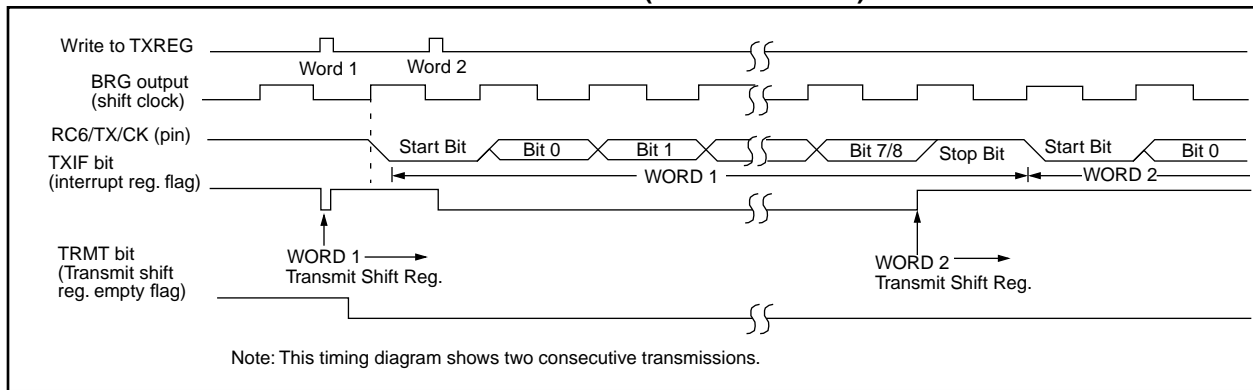 Write to TXREG
Word 1
Word 2
BRG output
(shift clock)
RC6/TX/CK (pin)
Start Bit
Bit 0
Bit 1
Bit 7/8
Stop Bit
Start Bit
Bit 0
TXIF bit
(interrupt reg. flag)
WORD 1
WORD 2
TRMT bit
(Transmit shift
reg. empty flag)
WORD 1
Transmit Shift Reg.
WORD 2
Transmit Shift Reg.
Note: This timing diagram shows two consecutive transmissions.